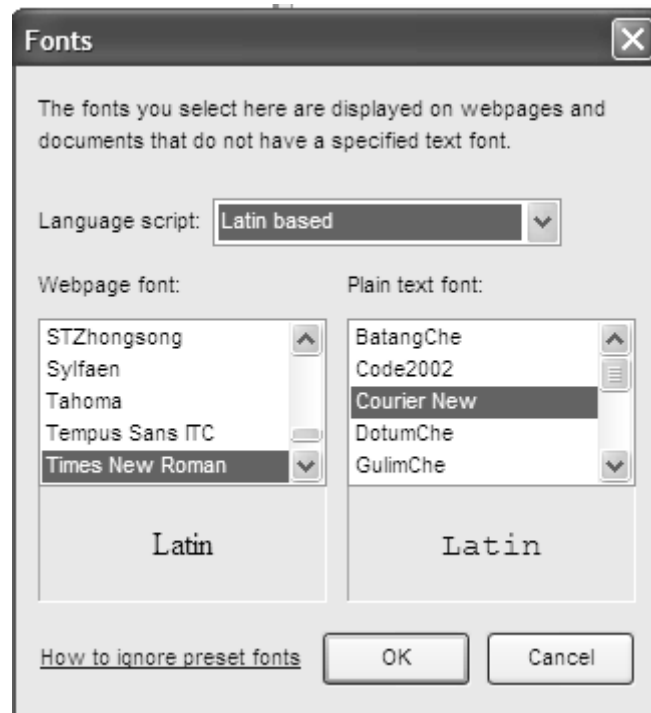 Fonts
The fonts you select here are displayed on webpages and
documents that do not have a specified text font.
Language script: Latin based
Webpage font:
STZhongsong
Sylfaen
Tahoma
Tempus Sans ITC
Times New Roman
Latin
Plain text font:
BatangChe
Code2002
Courier New
DotumChe
GulimChe
Latin
How to ignore preset fonts
OK
Cancel